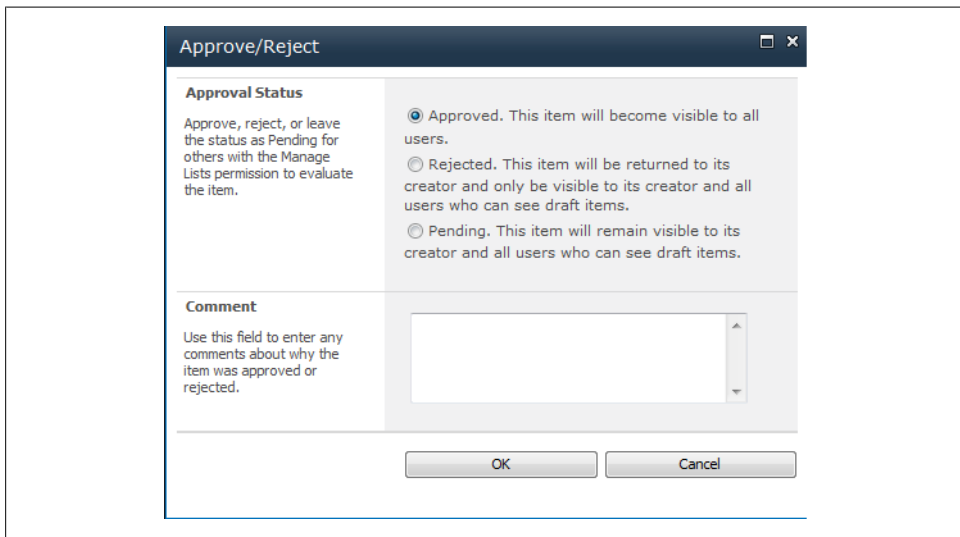 Approve/Reject
Approval Status
Approve, reject, or leave
the status as Pending for
others with the Manage
Lists permission to evaluate
the item.
Approved. This item will become visible to all
users.
Rejected. This item will be returned to its
creator and only be visible to its creator and all
users who can see draft items.
Pending. This item will remain visible to its
creator and all users who can see draft items.
Comment
Use this field to enter any
comments about why the
item was approved or
rejected.
OK
Cancel